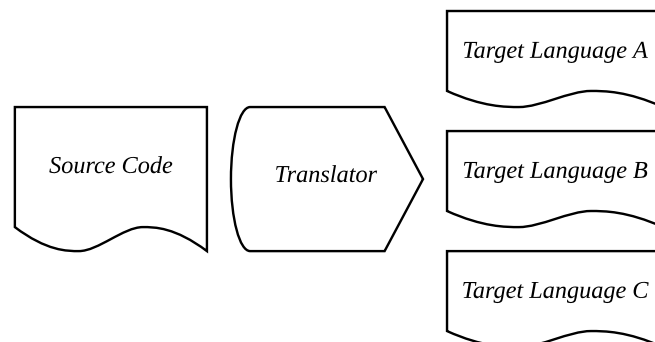 Source Code
Translator
Target Language A
Target Language B
Target Language C